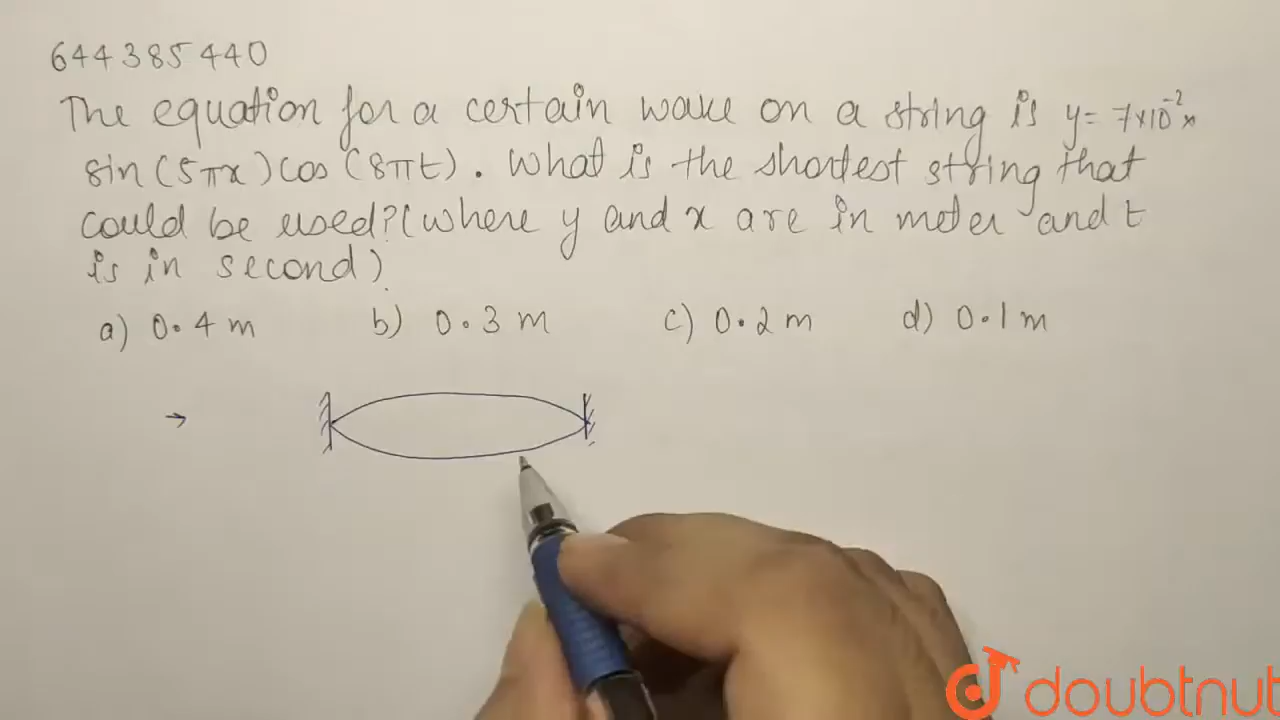 644385440
The equation for a certain wave on a string is y = 7×10⁻² ×
sin (5πx) cos (8πt). What is the shortest string that
could be used? (where y and x are in meter and t
is in second)
a) 0.4 m b) 0.3 m c) 0.2 m d) 0.1 m
→
doubtnut